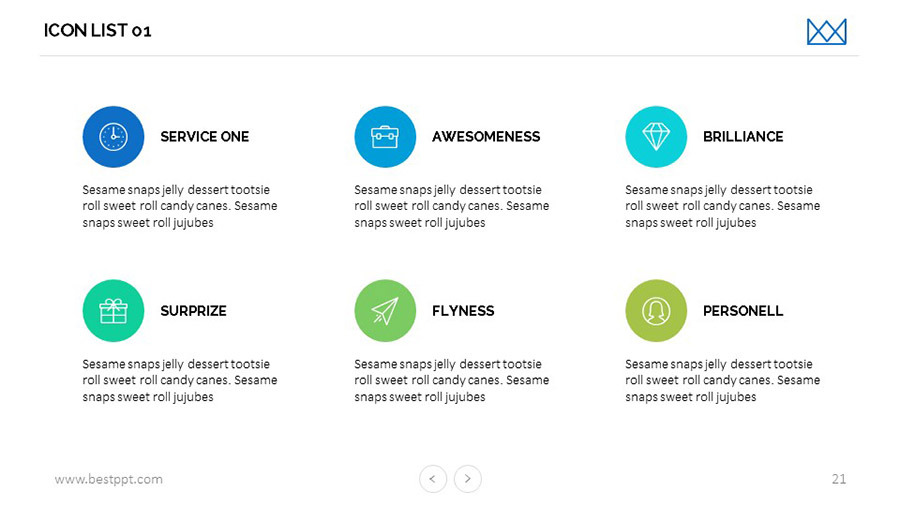 ICON LIST 01
SERVICE ONE
Sesame snaps jelly dessert tootsie
roll sweet roll candy canes. Sesame
snaps sweet roll jujubes
AWESOMENESS
Sesame snaps jelly dessert tootsie
roll sweet roll candy canes. Sesame
snaps sweet roll jujubes
BRILLIANCE
Sesame snaps jelly dessert tootsie
roll sweet roll candy canes. Sesame
snaps sweet roll jujubes
SURPRIZE
Sesame snaps jelly dessert tootsie
roll sweet roll candy canes. Sesame
snaps sweet roll jujubes
FLYNESS
Sesame snaps jelly dessert tootsie
roll sweet roll candy canes. Sesame
snaps sweet roll jujubes
PERSONELL
Sesame snaps jelly dessert tootsie
roll sweet roll candy canes. Sesame
snaps sweet roll jujubes
www.bestppt.com
21